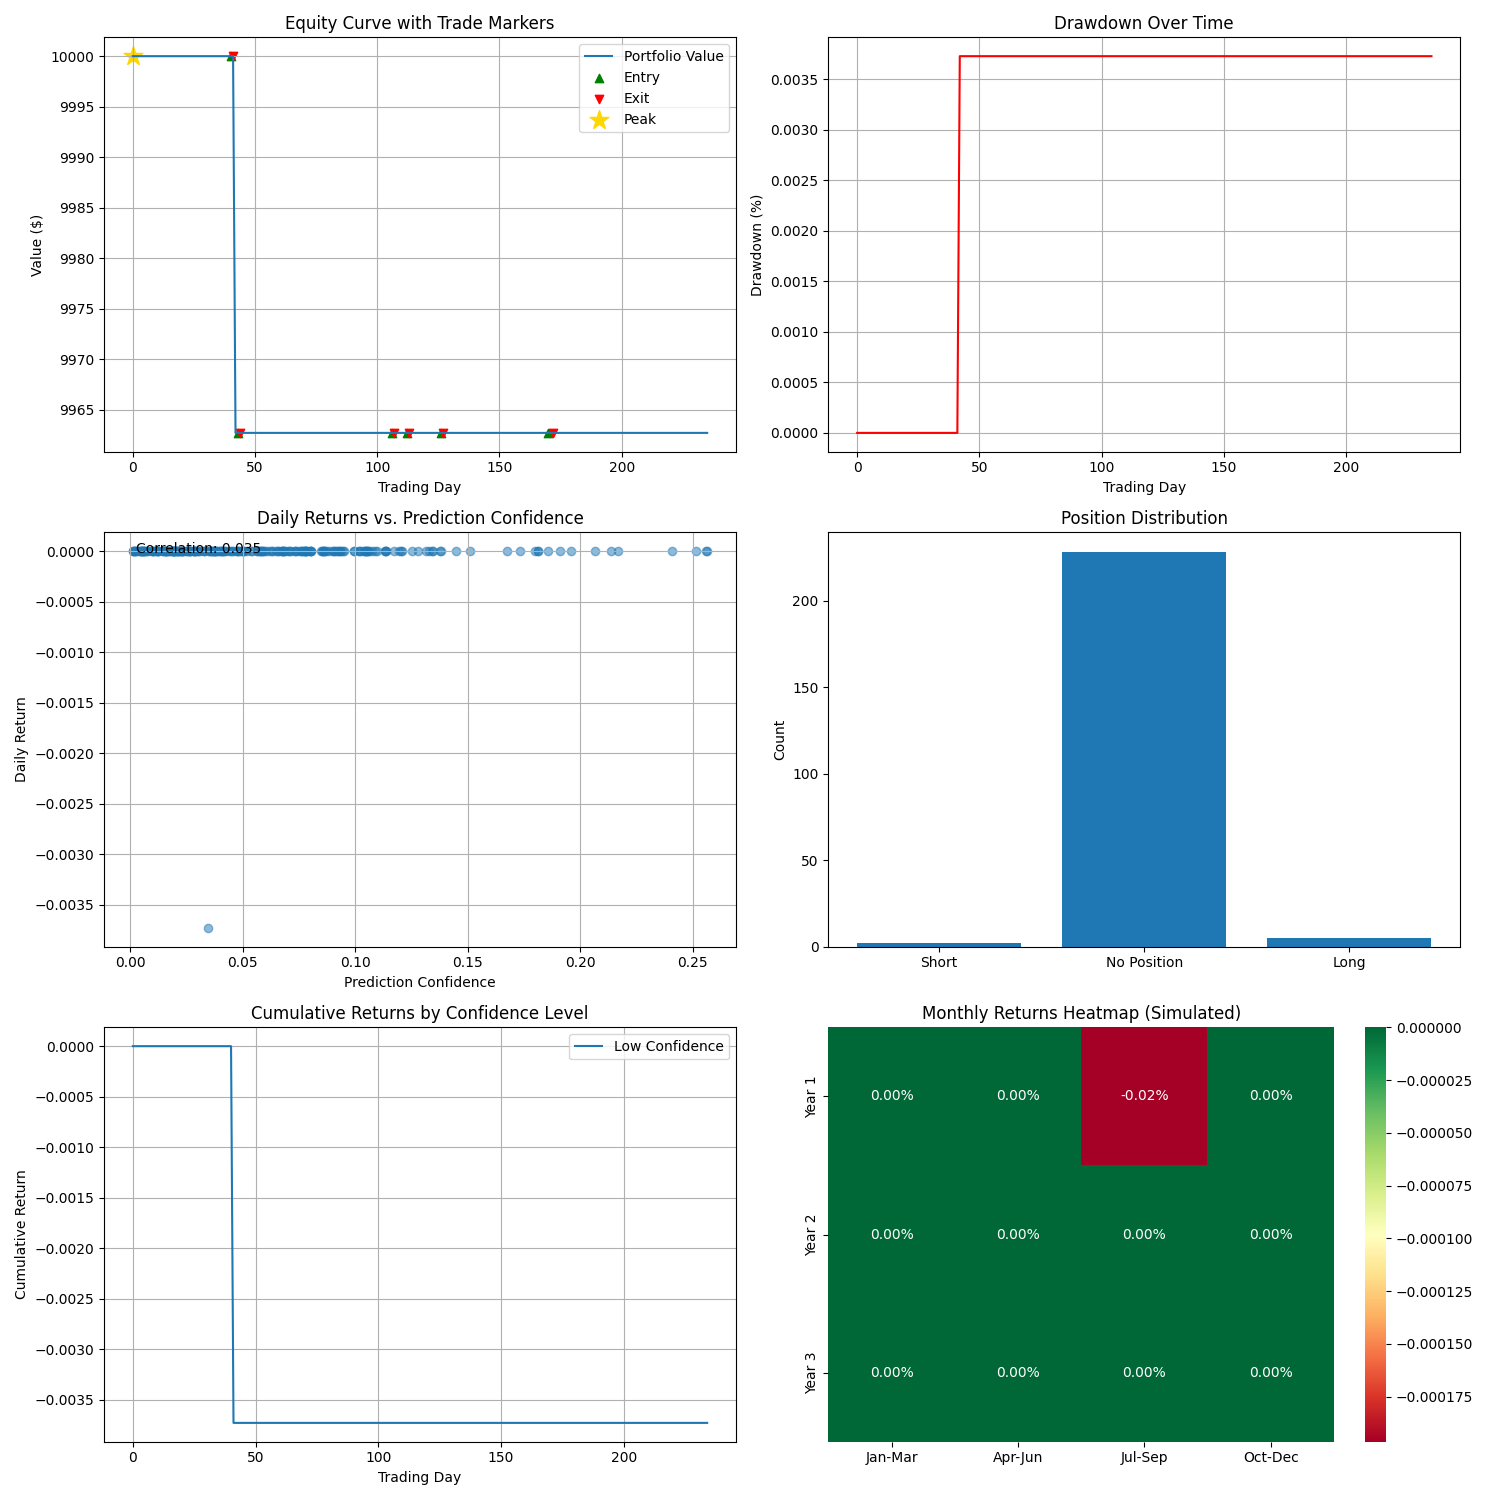 Equity Curve with Trade Markers
Value ($)
10000
9995
9990
9985
9980
9975
9970
9965
0
50
100
150
200
Trading Day
Portfolio Value
Entry
Exit
Peak
Drawdown Over Time
Drawdown (%)
0.0035
0.0030
0.0025
0.0020
0.0015
0.0010
0.0005
0.0000
0
50
100
150
200
Trading Day
Daily Returns vs. Prediction Confidence
Daily Return
0.0000
−0.0005
−0.0010
−0.0015
−0.0020
−0.0025
−0.0030
−0.0035
Correlation: 0.035
0.00
0.05
0.10
0.15
0.20
0.25
Prediction Confidence
Position Distribution
Count
200
150
100
50
0
Short
No Position
Long
Cumulative Returns by Confidence Level
Cumulative Return
0.0000
−0.0005
−0.0010
−0.0015
−0.0020
−0.0025
−0.0030
−0.0035
Low Confidence
0
50
100
150
200
Trading Day
Monthly Returns Heatmap (Simulated)
Year 1
0.00%
0.00%
-0.02%
0.00%
Year 2
0.00%
0.00%
0.00%
0.00%
Year 3
0.00%
0.00%
0.00%
0.00%
Jan-Mar
Apr-Jun
Jul-Sep
Oct-Dec
0.000000
−0.000025
−0.000050
−0.000075
−0.000100
−0.000125
−0.000150
−0.000175